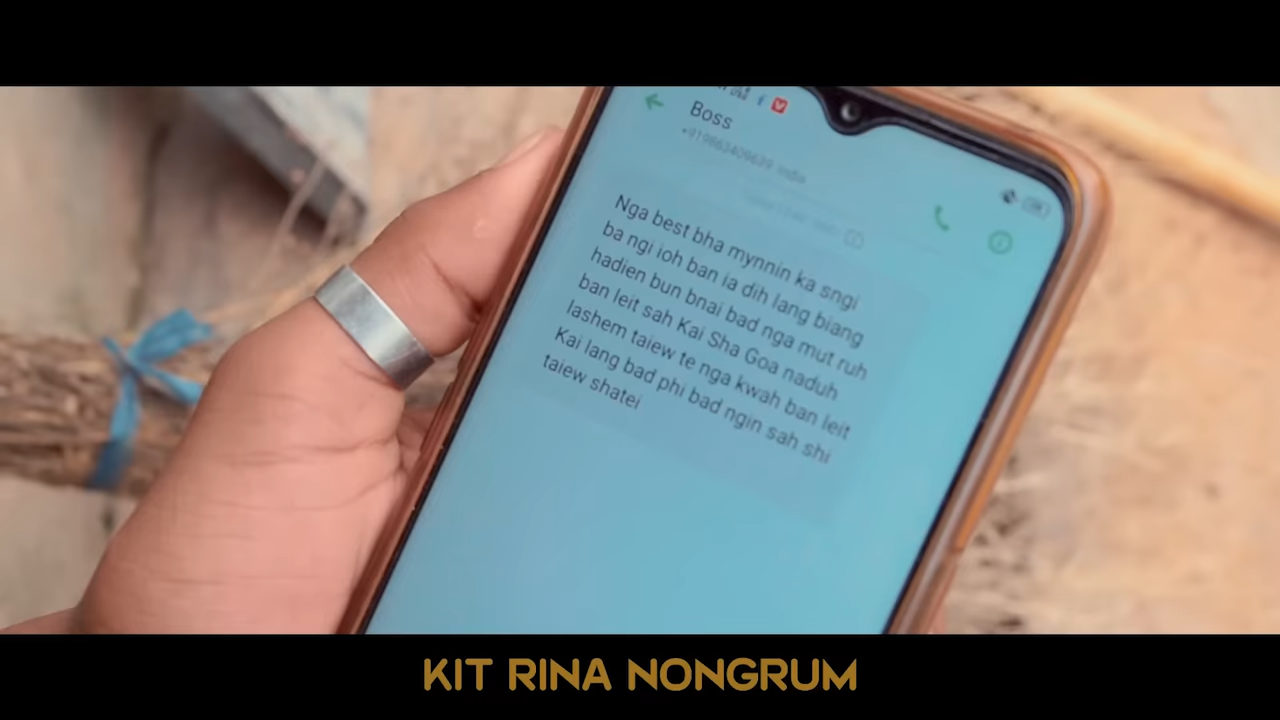 Boss
Nga best bha mynnin ka sngi
ba ngi ioh ban ia dih lang biang
hadien bun bnai bad nga mut ruh
ban leit sah Kai Sha Goa naduh
lashem taiew te nga kwah ban leit
Kai lang bad phi bad ngin sah shi
taiew shatei
KIT RINA NONGRUM